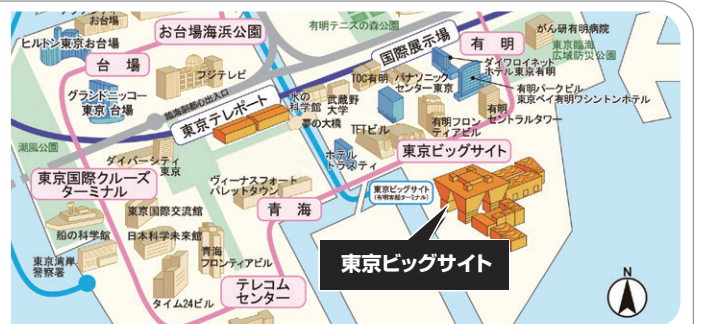 お台場
ヒルトン東京お台場
お台場海浜公園
有明テニスの森公園
国際展示場
有明
がん研有明病院
東京臨海
広域防災公園
台場
フジテレビ
グランドニッコー
東京 台場
臨海副都心出入口
東京テレポート
水の
科学館
武蔵野
大学
夢の大橋
TOC有明
パナソニック
センター東京
ダイワロイネット
ホテル東京有明
有明パークビル
東京ベイ有明ワシントンホテル
有明
セントラルタワー
有明フロン
ティアビル
TFTビル
ホテル
トラスティ
東京ビッグサイト
潮風公園
ダイバーシティ
東京
東京国際クルーズ
ターミナル
ヴィーナスフォート
パレットタウン
青海
東京ビッグサイト
(有明客船ターミナル)
東京ビッグサイト
船の科学館
東京国際交流館
日本科学未来館
青海
フロンティアビル
東京湾岸
警察署
タイム24ビル
テレコム
センター
N